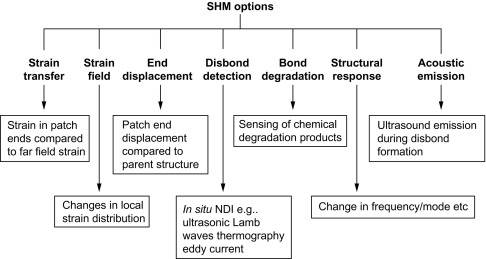 SHM options
Strain
transfer
Strain
field
End
displacement
Disbond
detection
Bond
degradation
Structural
response
Acoustic
emission
Strain in patch
ends compared
to far field strain
Patch end
displacement
compared to
parent structure
Sensing of chemical
degradation products
Ultrasound emission
during disbond
formation
Changes in local
strain distribution
In situ NDI e.g..
ultrasonic Lamb
waves thermography
eddy current
Change in frequency/mode etc